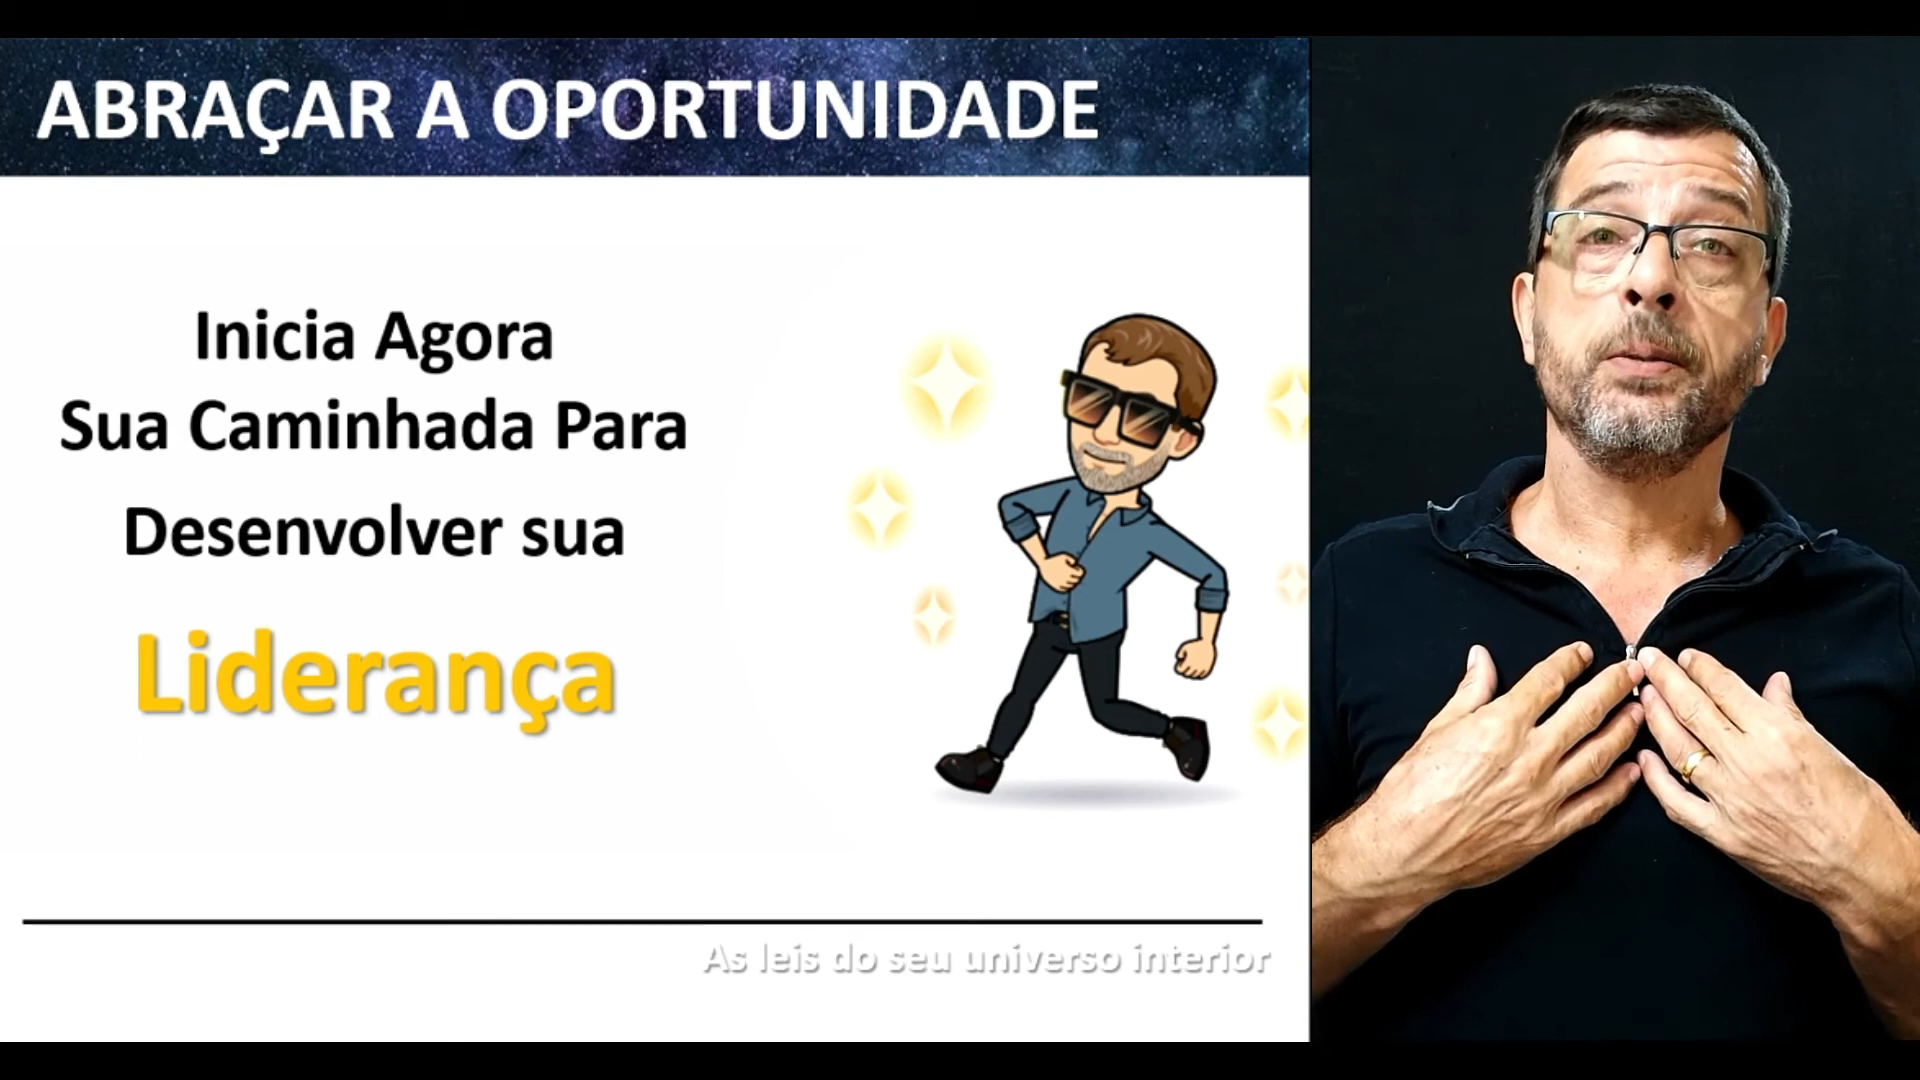 ABRAÇAR A OPORTUNIDADE
Inicia Agora
Sua Caminhada Para
Desenvolver sua
Liderança
As leis do seu universo interior